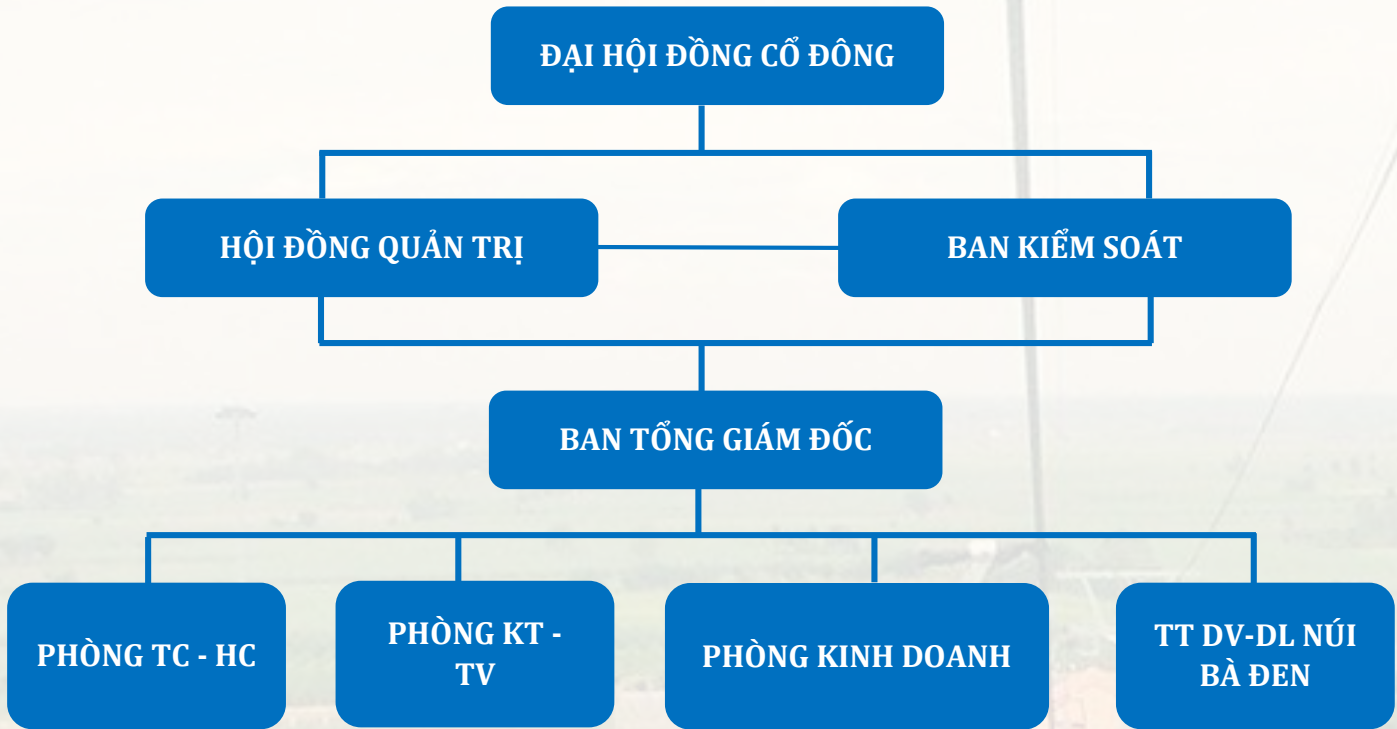 ĐẠI HỘI ĐỒNG CỔ ĐÔNG
HỘI ĐỒNG QUẢN TRỊ
BAN KIỂM SOÁT
BAN TỔNG GIÁM ĐỐC
PHÒNG TC - HC
PHÒNG KT -
TV
PHÒNG KINH DOANH
TT DV-DL NÚI
BÀ ĐEN